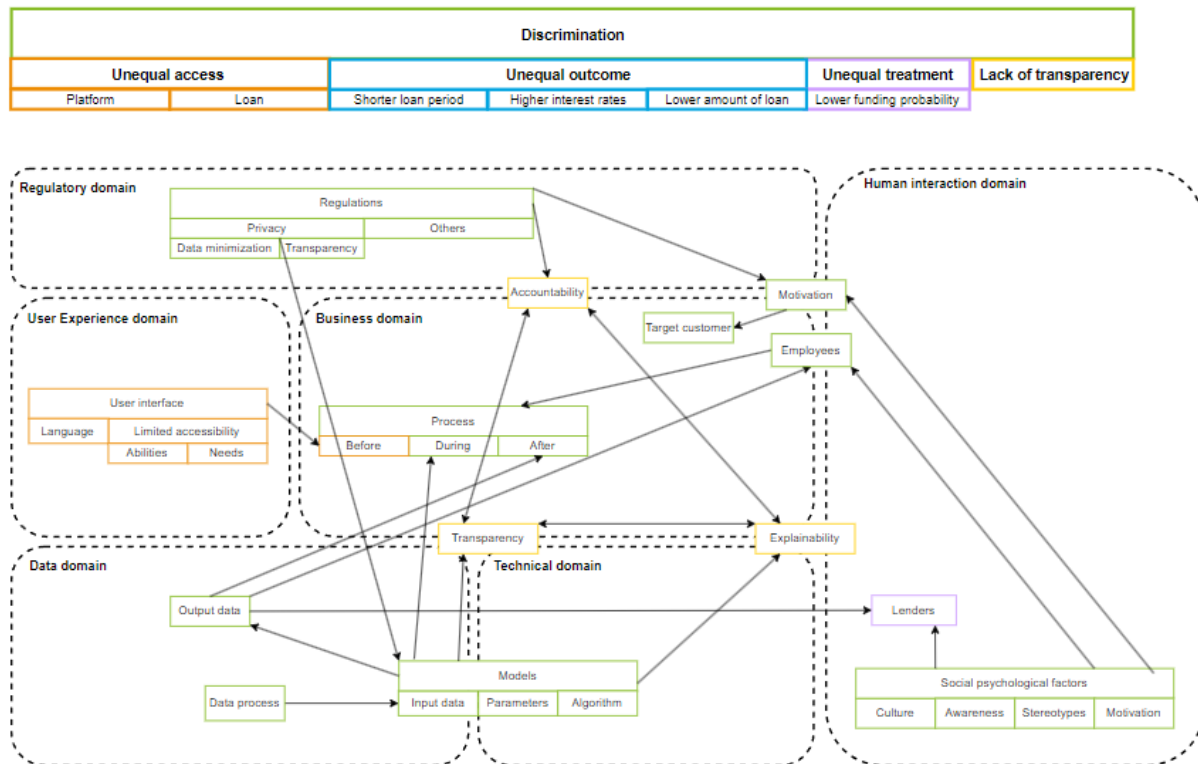 Discrimination
Unequal access
Unequal outcome
Unequal treatment
Lack of transparency
Platform
Loan
Shorter loan period
Higher interest rates
Lower amount of loan
Lower funding probability
Regulatory domain
Human interaction domain
Regulations
Privacy
Others
Data minimization
Transparency
Accountability
Motivation
User Experience domain
Business domain
Target customer
Employees
User interface
Language
Limited accessibility
Abilities
Needs
Process
Before
During
After
Transparency
Explainability
Data domain
Technical domain
Output data
Lenders
Models
Social psychological factors
Data process
Input data
Parameters
Algorithm
Culture
Awareness
Stereotypes
Motivation